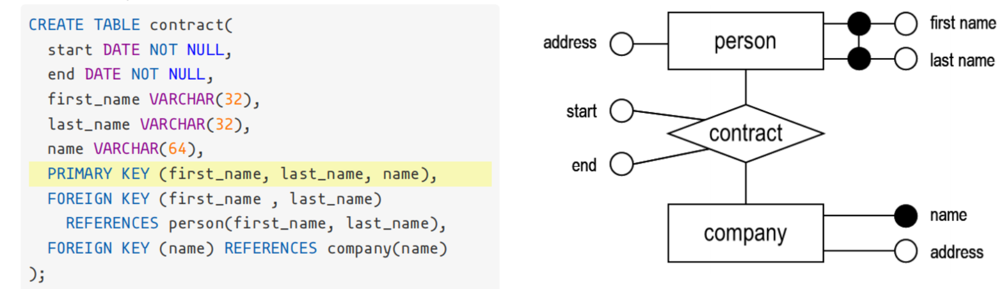 CREATE TABLE contract(
start DATE NOT NULL,
end DATE NOT NULL,
first_name VARCHAR(32),
last_name VARCHAR(32),
name VARCHAR(64),
PRIMARY KEY (first_name, last_name, name),
FOREIGN KEY (first_name , last_name)
REFERENCES person(first_name, last_name),
FOREIGN KEY (name) REFERENCES company(name)
);
first name
address
person
last name
start
contract
end
name
company
address